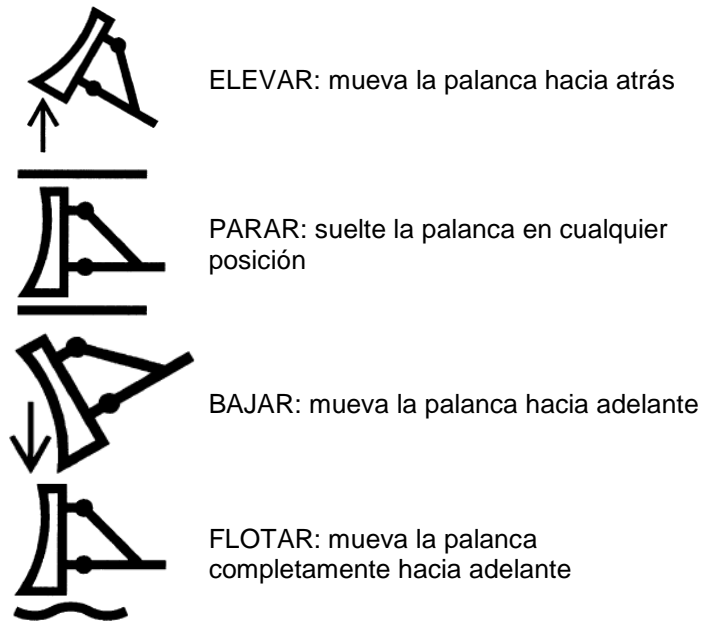 ELEVAR: mueva la palanca hacia atrás
PARAR: suelte la palanca en cualquier
posición
BAJAR: mueva la palanca hacia adelante
FLOTAR: mueva la palanca
completamente hacia adelante